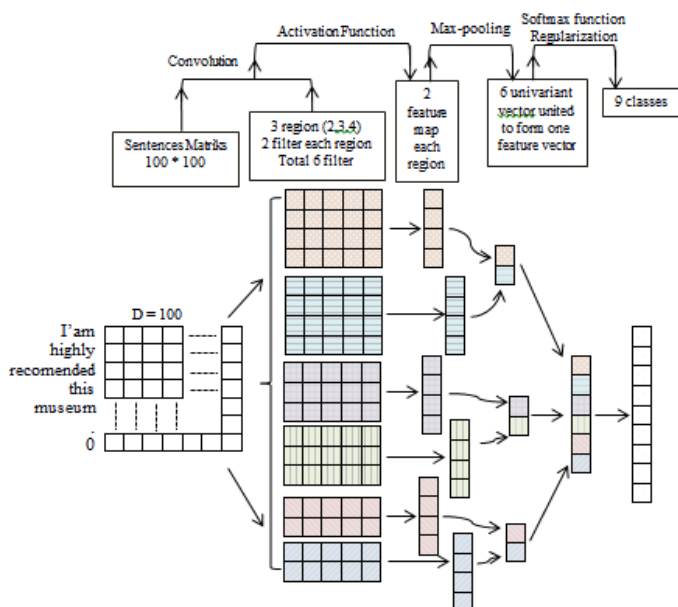 Softmax function
Regularization
Activation Function
Max-pooling
Convolution
Sentences Matriks
100 * 100
3 region (2,3,4)
2 filter each region
Total 6 filter
2
feature
map
each
region
6 univariant
vector united
to form one
feature vector
9 classes
D = 100
I'am
highly
recomended
this
museum
.
0